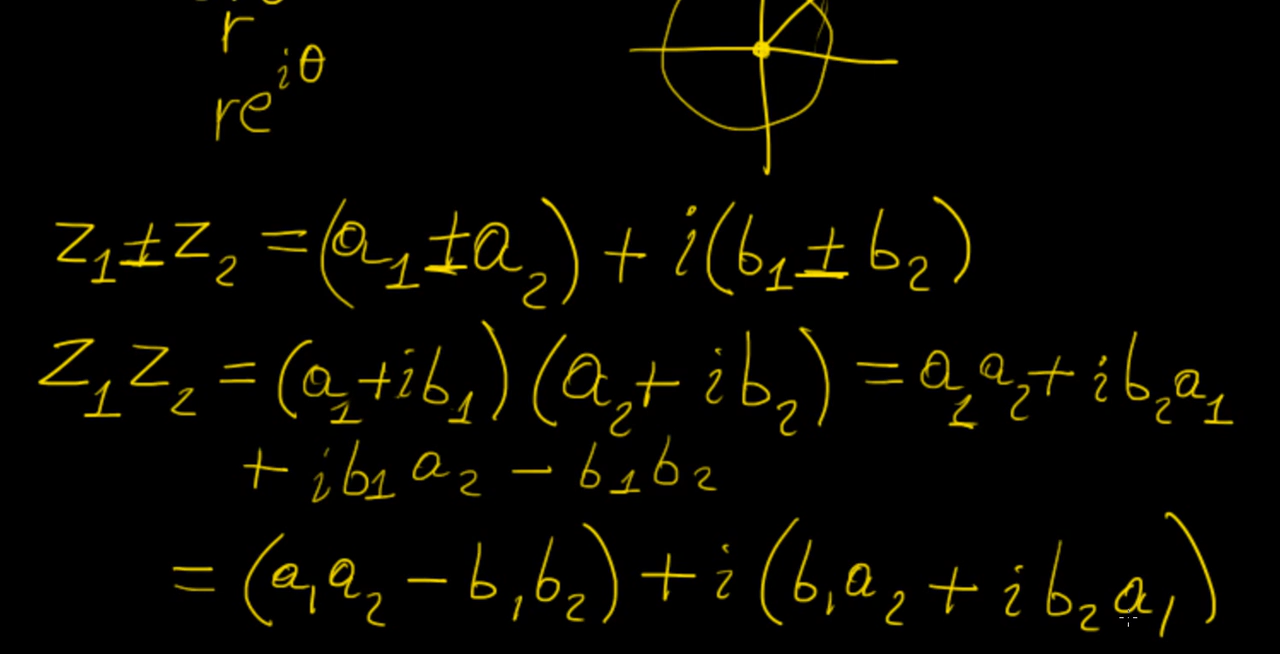 r
re^{iθ}
z₁ ± z₂ = (a₁ ± a₂) + i(b₁ ± b₂)
z₁z₂ = (a₁ + ib₁)(a₂ + ib₂) = a₁a₂ + ib₂a₁
+ ib₁a₂ − b₁b₂
= (a₁a₂ − b₁b₂) + i(b₁a₂ + ib₂a₁)